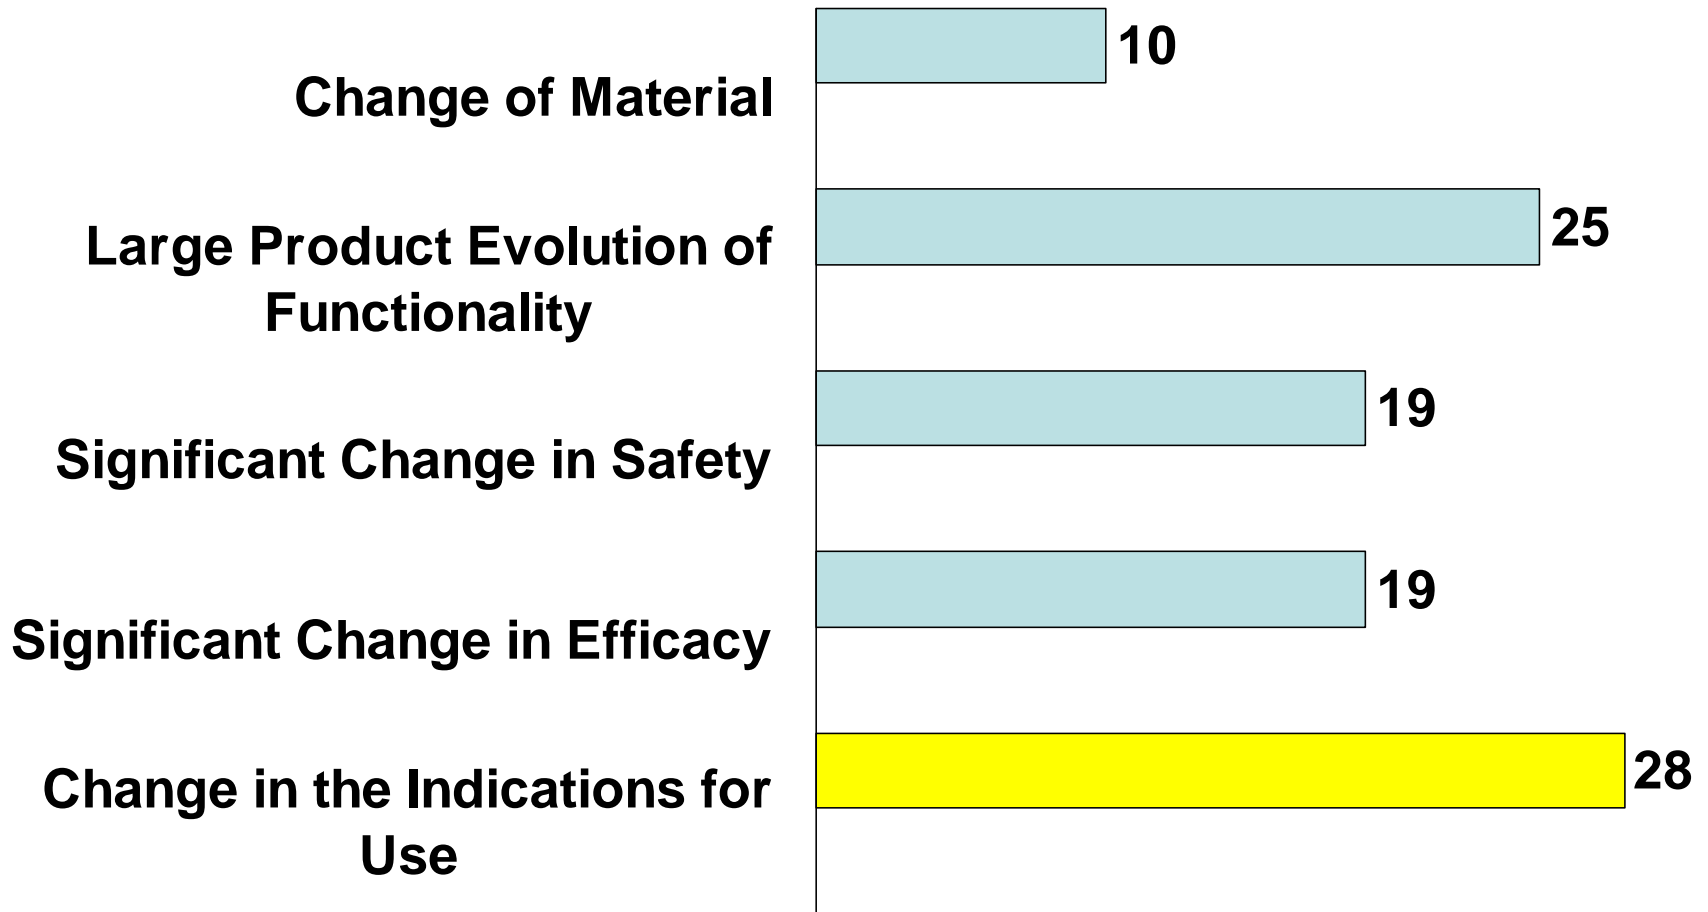 10
Change of Material
25
Large Product Evolution of
Functionality
19
Significant Change in Safety
19
Significant Change in Efficacy
28
Change in the Indications for
Use